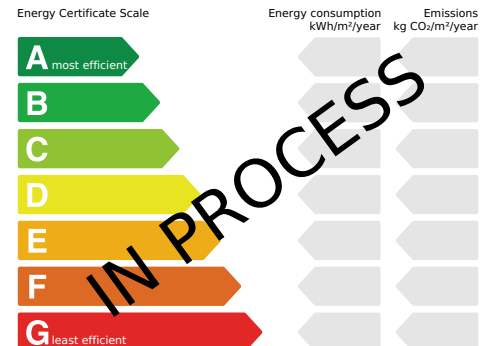 Energy Certificate Scale
Energy consumption
kWh/m²/year
Emissions
kg CO₂/m²/year
A most efficient
B
C
D
E
F
G least efficient
IN PROCESS